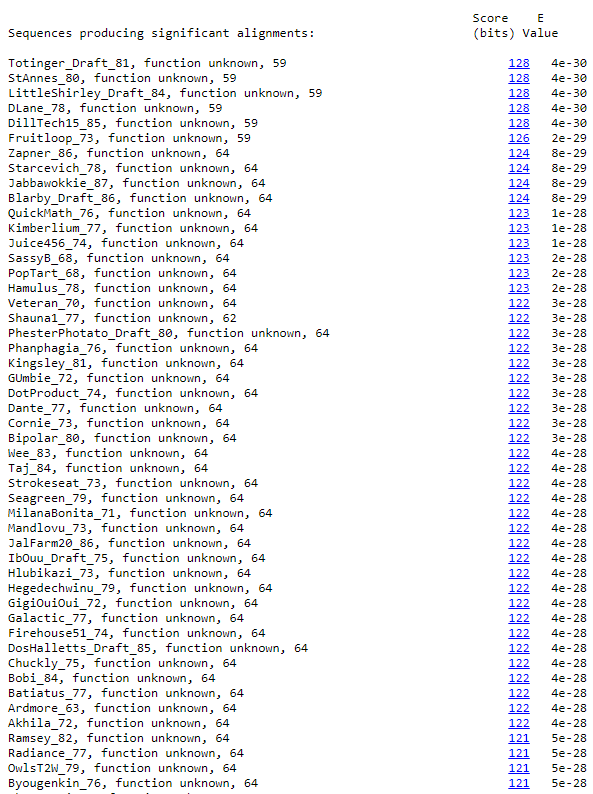 Score E
Sequences producing significant alignments: (bits) Value
Totinger_Draft_81, function unknown, 59 128 4e-30
StAnnes_80, function unknown, 59 128 4e-30
LittleShirley_Draft_84, function unknown, 59 128 4e-30
DLane_78, function unknown, 59 128 4e-30
DillTech15_85, function unknown, 59 128 4e-30
Fruitloop_73, function unknown, 59 126 2e-29
Zapner_86, function unknown, 64 124 8e-29
Starcevich_78, function unknown, 64 124 8e-29
Jabbawokkie_87, function unknown, 64 124 8e-29
Blarby_Draft_86, function unknown, 64 124 8e-29
QuickMath_76, function unknown, 64 123 1e-28
Kimberlium_77, function unknown, 64 123 1e-28
Juice456_74, function unknown, 64 123 1e-28
SassyB_68, function unknown, 64 123 2e-28
PopTart_68, function unknown, 64 123 2e-28
Hamulus_78, function unknown, 64 123 2e-28
Veteran_70, function unknown, 64 122 3e-28
Shauna1_77, function unknown, 62 122 3e-28
PhesterPhotato_Draft_80, function unknown, 64 122 3e-28
Phanphagia_76, function unknown, 64 122 3e-28
Kingsley_81, function unknown, 64 122 3e-28
GUmbie_72, function unknown, 64 122 3e-28
DotProduct_74, function unknown, 64 122 3e-28
Dante_77, function unknown, 64 122 3e-28
Cornie_73, function unknown, 64 122 3e-28
Bipolar_80, function unknown, 64 122 3e-28
Wee_83, function unknown, 64 122 4e-28
Taj_84, function unknown, 64 122 4e-28
Strokeseat_73, function unknown, 64 122 4e-28
Seagreen_79, function unknown, 64 122 4e-28
MilanaBonita_71, function unknown, 64 122 4e-28
Mandlovu_73, function unknown, 64 122 4e-28
JalFarm20_86, function unknown, 64 122 4e-28
IbOuu_Draft_75, function unknown, 64 122 4e-28
Hlubikazi_73, function unknown, 64 122 4e-28
Hegedechwinu_79, function unknown, 64 122 4e-28
GigiOuiOui_72, function unknown, 64 122 4e-28
Galactic_77, function unknown, 64 122 4e-28
Firehouse51_74, function unknown, 64 122 4e-28
DosHalletts_Draft_85, function unknown, 64 122 4e-28
Chuckly_75, function unknown, 64 122 4e-28
Bobi_84, function unknown, 64 122 4e-28
Batiatus_77, function unknown, 64 122 4e-28
Ardmore_63, function unknown, 64 122 4e-28
Akhila_72, function unknown, 64 122 4e-28
Ramsey_82, function unknown, 64 121 5e-28
Radiance_77, function unknown, 64 121 5e-28
OwlsT2W_79, function unknown, 64 121 5e-28
Byougenkin_76, function unknown, 64 121 5e-28